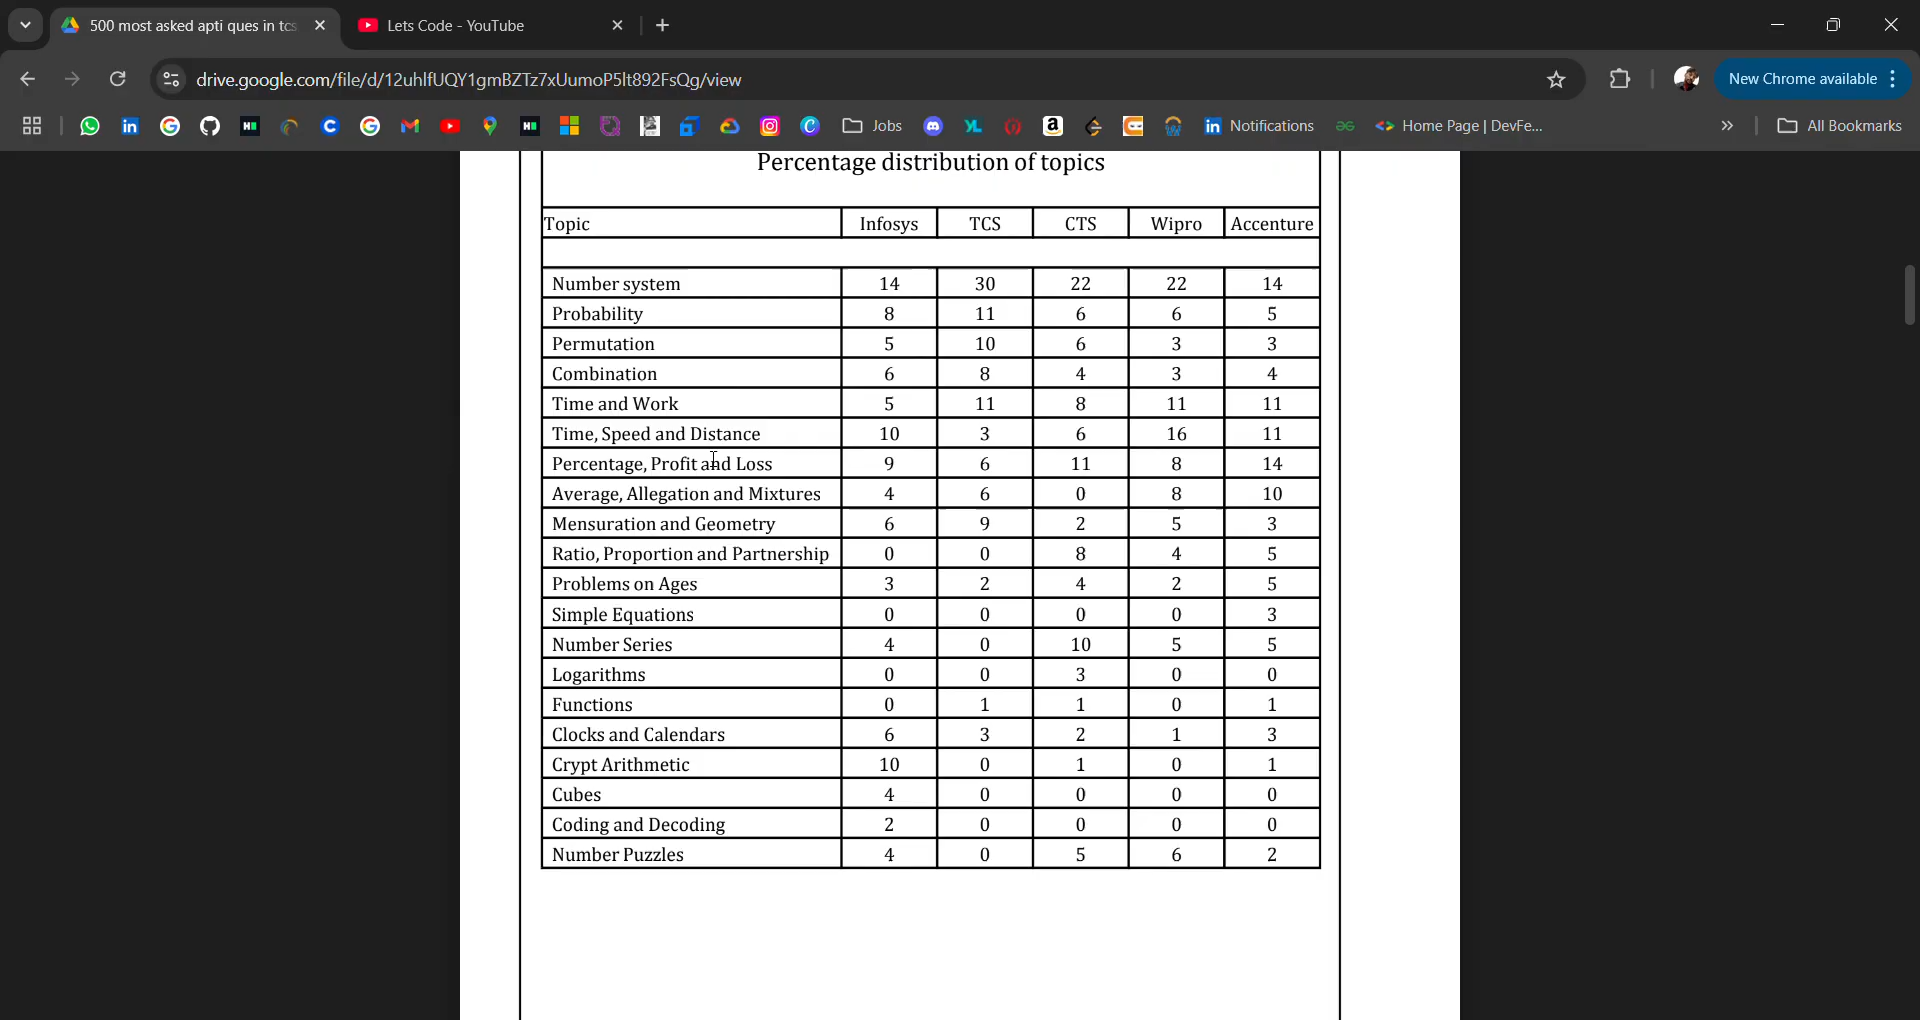 500 most asked apti ques in tcs
Lets Code - YouTube
drive.google.com/file/d/12uhlfUQY1gmBZTz7xUumoP5lt892FsQg/view
New Chrome available
Jobs
Notifications
Home Page | DevFe...
All Bookmarks
Percentage distribution of topics
Topic Infosys TCS CTS Wipro Accenture
Number system 14 30 22 22 14
Probability 8 11 6 6 5
Permutation 5 10 6 3 3
Combination 6 8 4 3 4
Time and Work 5 11 8 11 11
Time, Speed and Distance 10 3 6 16 11
Percentage, Profit and Loss 9 6 11 8 14
Average, Allegation and Mixtures 4 6 0 8 10
Mensuration and Geometry 6 9 2 5 3
Ratio, Proportion and Partnership 0 0 8 4 5
Problems on Ages 3 2 4 2 5
Simple Equations 0 0 0 0 3
Number Series 4 0 10 5 5
Logarithms 0 0 3 0 0
Functions 0 1 1 0 1
Clocks and Calendars 6 3 2 1 3
Crypt Arithmetic 10 0 1 0 1
Cubes 4 0 0 0 0
Coding and Decoding 2 0 0 0 0
Number Puzzles 4 0 5 6 2